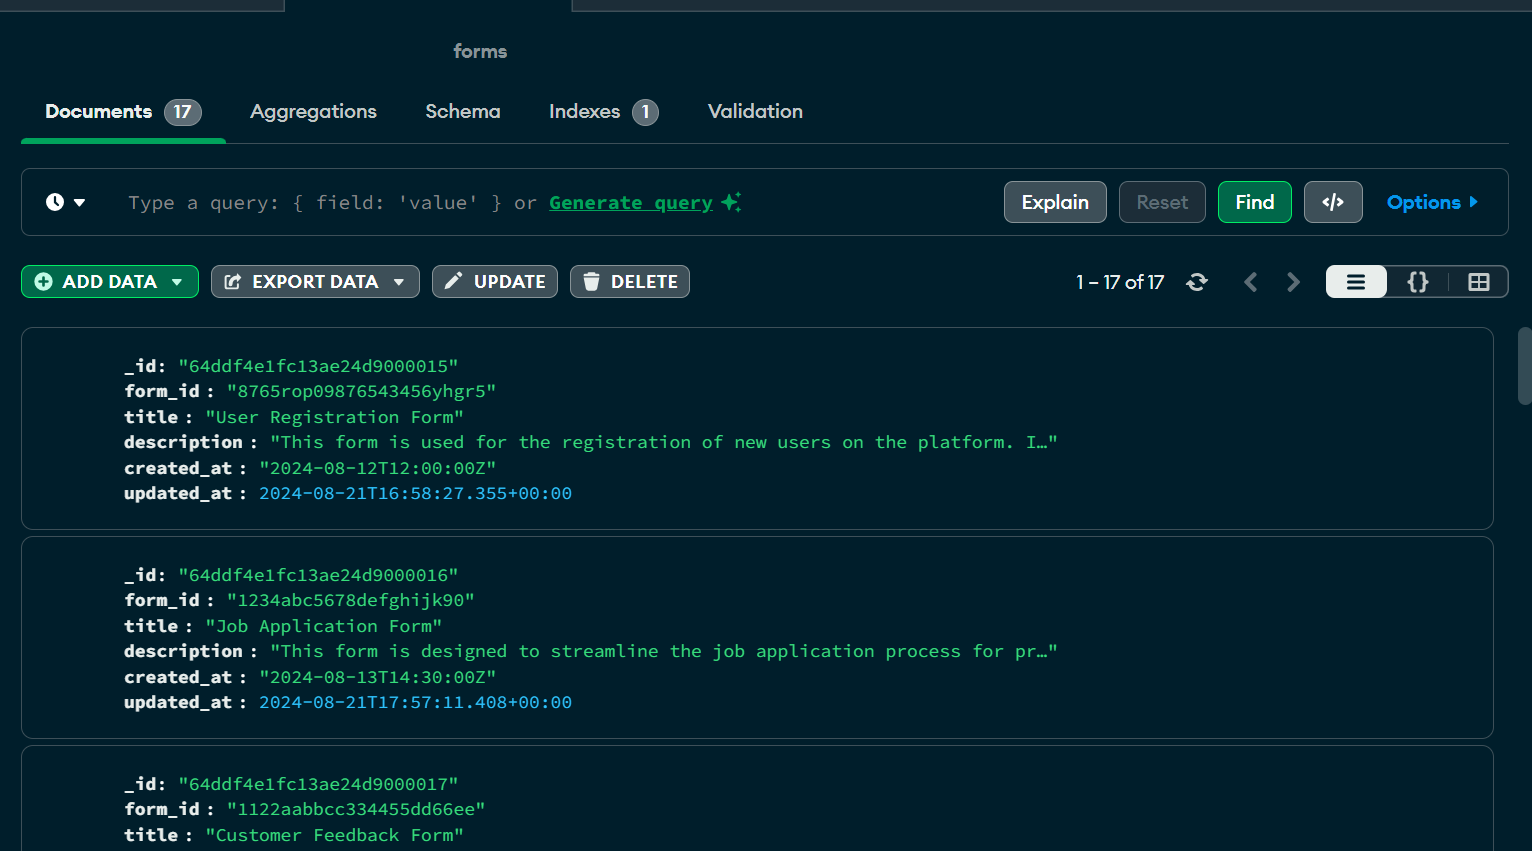 forms
Documents 17 Aggregations Schema Indexes 1 Validation
Type a query: { field: 'value' } or Generate query Explain Reset Find </> Options
ADD DATA EXPORT DATA UPDATE DELETE 1 – 17 of 17 {}
_id: "64ddf4e1fc13ae24d9000015"
form_id : "8765rop09876543456yhgr5"
title : "User Registration Form"
description : "This form is used for the registration of new users on the platform. I…"
created_at : "2024-08-12T12:00:00Z"
updated_at : 2024-08-21T16:58:27.355+00:00
_id: "64ddf4e1fc13ae24d9000016"
form_id : "1234abc5678defghijk90"
title : "Job Application Form"
description : "This form is designed to streamline the job application process for pr…"
created_at : "2024-08-13T14:30:00Z"
updated_at : 2024-08-21T17:57:11.408+00:00
_id: "64ddf4e1fc13ae24d9000017"
form_id : "1122aabbcc334455dd66ee"
title : "Customer Feedback Form"